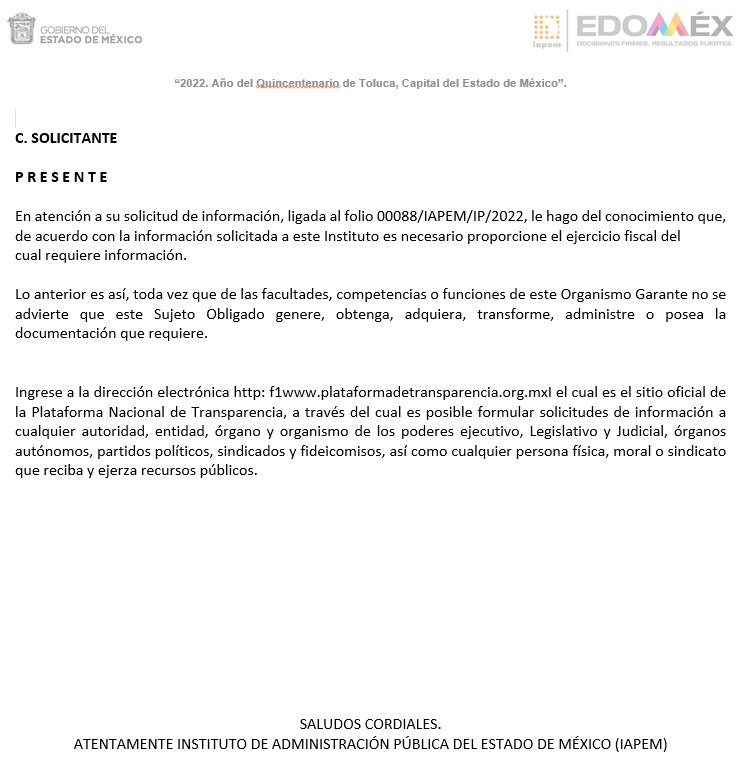 GOBIERNO DEL
ESTADO DE MÉXICO
iapem
EDOMÉX
DECISIONES FIRMES, RESULTADOS FUERTES
“2022. Año del Quincentenario de Toluca, Capital del Estado de México”.
C. SOLICITANTE
P R E S E N T E
En atención a su solicitud de información, ligada al folio 00088/IAPEM/IP/2022, le hago del conocimiento que,
de acuerdo con la información solicitada a este Instituto es necesario proporcione el ejercicio fiscal del
cual requiere información.
Lo anterior es así, toda vez que de las facultades, competencias o funciones de este Organismo Garante no se
advierte que este Sujeto Obligado genere, obtenga, adquiera, transforme, administre o posea la
documentación que requiere.
Ingrese a la dirección electrónica http: f1www.plataformadetransparencia.org.mxI el cual es el sitio oficial de
la Plataforma Nacional de Transparencia, a través del cual es posible formular solicitudes de información a
cualquier autoridad, entidad, órgano y organismo de los poderes ejecutivo, Legislativo y Judicial, órganos
autónomos, partidos políticos, sindicados y fideicomisos, así como cualquier persona física, moral o sindicato
que reciba y ejerza recursos públicos.
SALUDOS CORDIALES.
ATENTAMENTE INSTITUTO DE ADMINISTRACIÓN PÚBLICA DEL ESTADO DE MÉXICO (IAPEM)